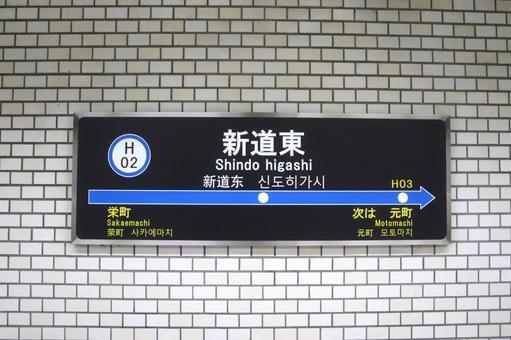 H
02
新道東
Shindo higashi
新道东 신도히가시
H03
栄町
Sakaemachi
荣町 사카에마치
次は 元町
Motomachi
元町 모토마치